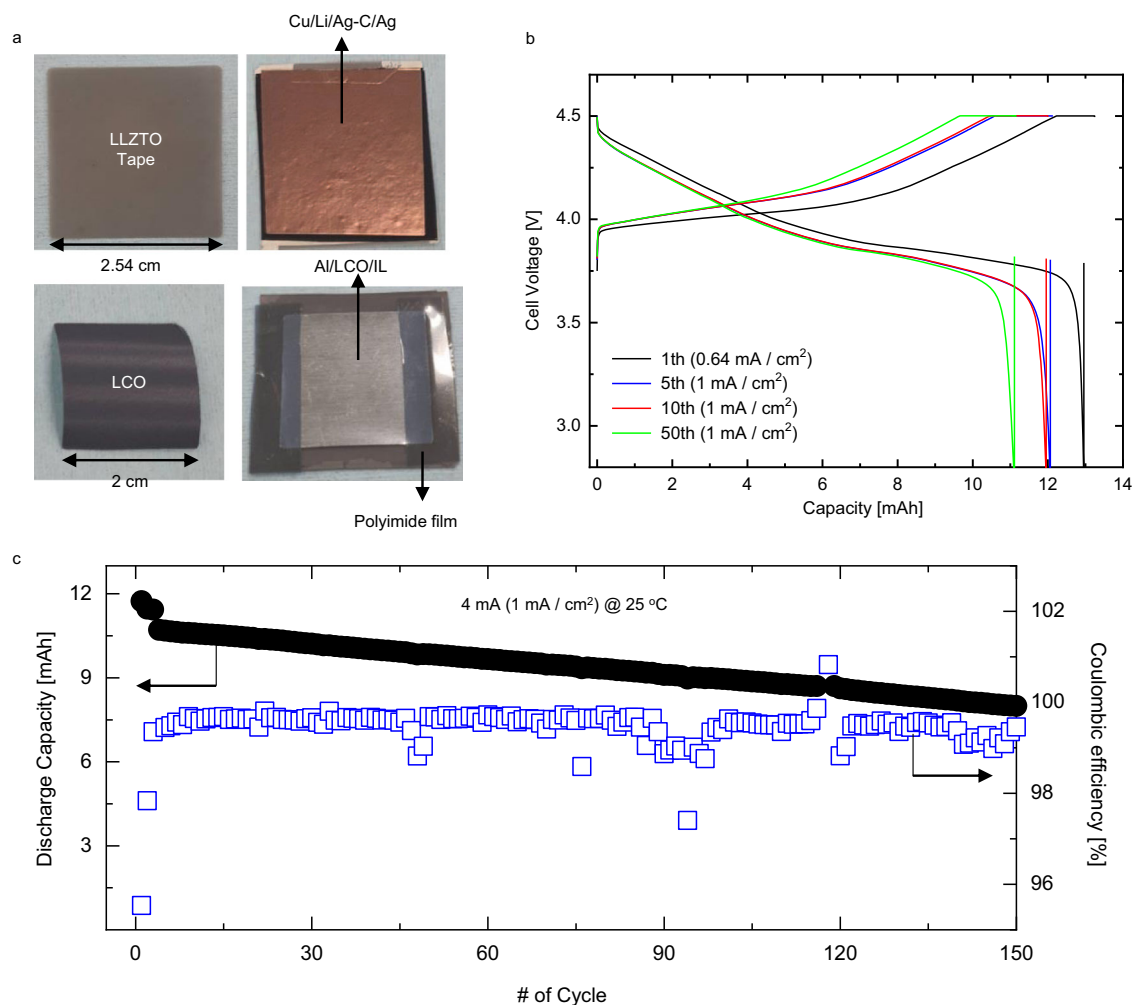 a
Cu/Li/Ag-C/Ag
LLZTO
Tape
2.54 cm
Al/LCO/IL
LCO
2 cm
Polyimide film
b
Cell Voltage [V]
4.5
4.0
3.5
3.0
1th (0.64 mA / cm²)
5th (1 mA / cm²)
10th (1 mA / cm²)
50th (1 mA / cm²)
0 2 4 6 8 10 12 14
Capacity [mAh]
c
Discharge Capacity [mAh]
12
9
6
3
4 mA (1 mA / cm²) @ 25 °C
102
100
98
96
Coulombic efficiency [%]
0 30 60 90 120 150
# of Cycle